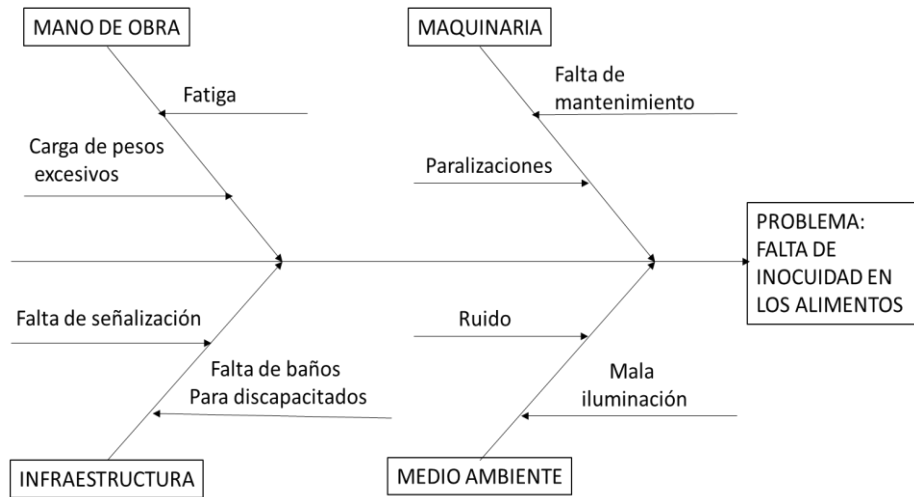 MANO DE OBRA
MAQUINARIA
Fatiga
Falta de
mantenimiento
Carga de pesos
excesivos
Paralizaciones
PROBLEMA:
FALTA DE
INOCUIDAD EN
LOS ALIMENTOS
Falta de señalización
Ruido
Falta de baños
Para discapacitados
Mala
iluminación
INFRAESTRUCTURA
MEDIO AMBIENTE